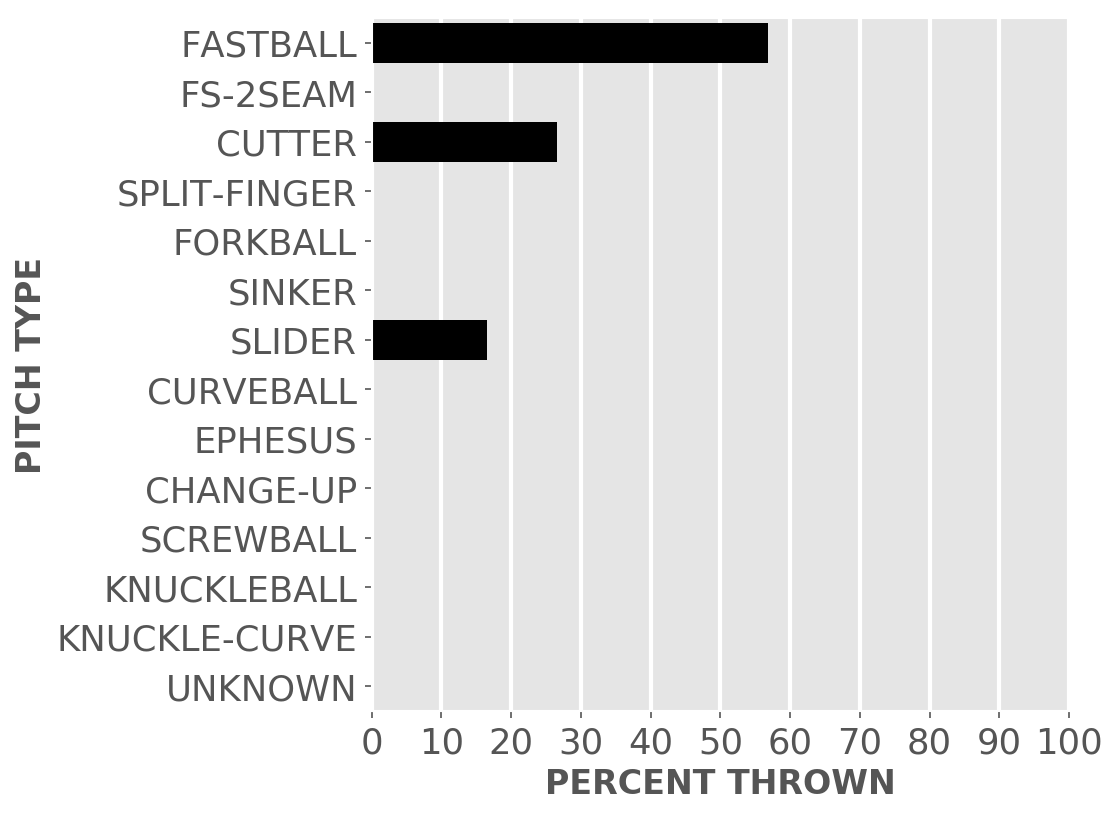 FASTBALL
FS-2SEAM
CUTTER
SPLIT-FINGER
FORKBALL
SINKER
SLIDER
CURVEBALL
EPHESUS
CHANGE-UP
SCREWBALL
KNUCKLEBALL
KNUCKLE-CURVE
UNKNOWN
PITCH TYPE
0 10 20 30 40 50 60 70 80 90 100
PERCENT THROWN